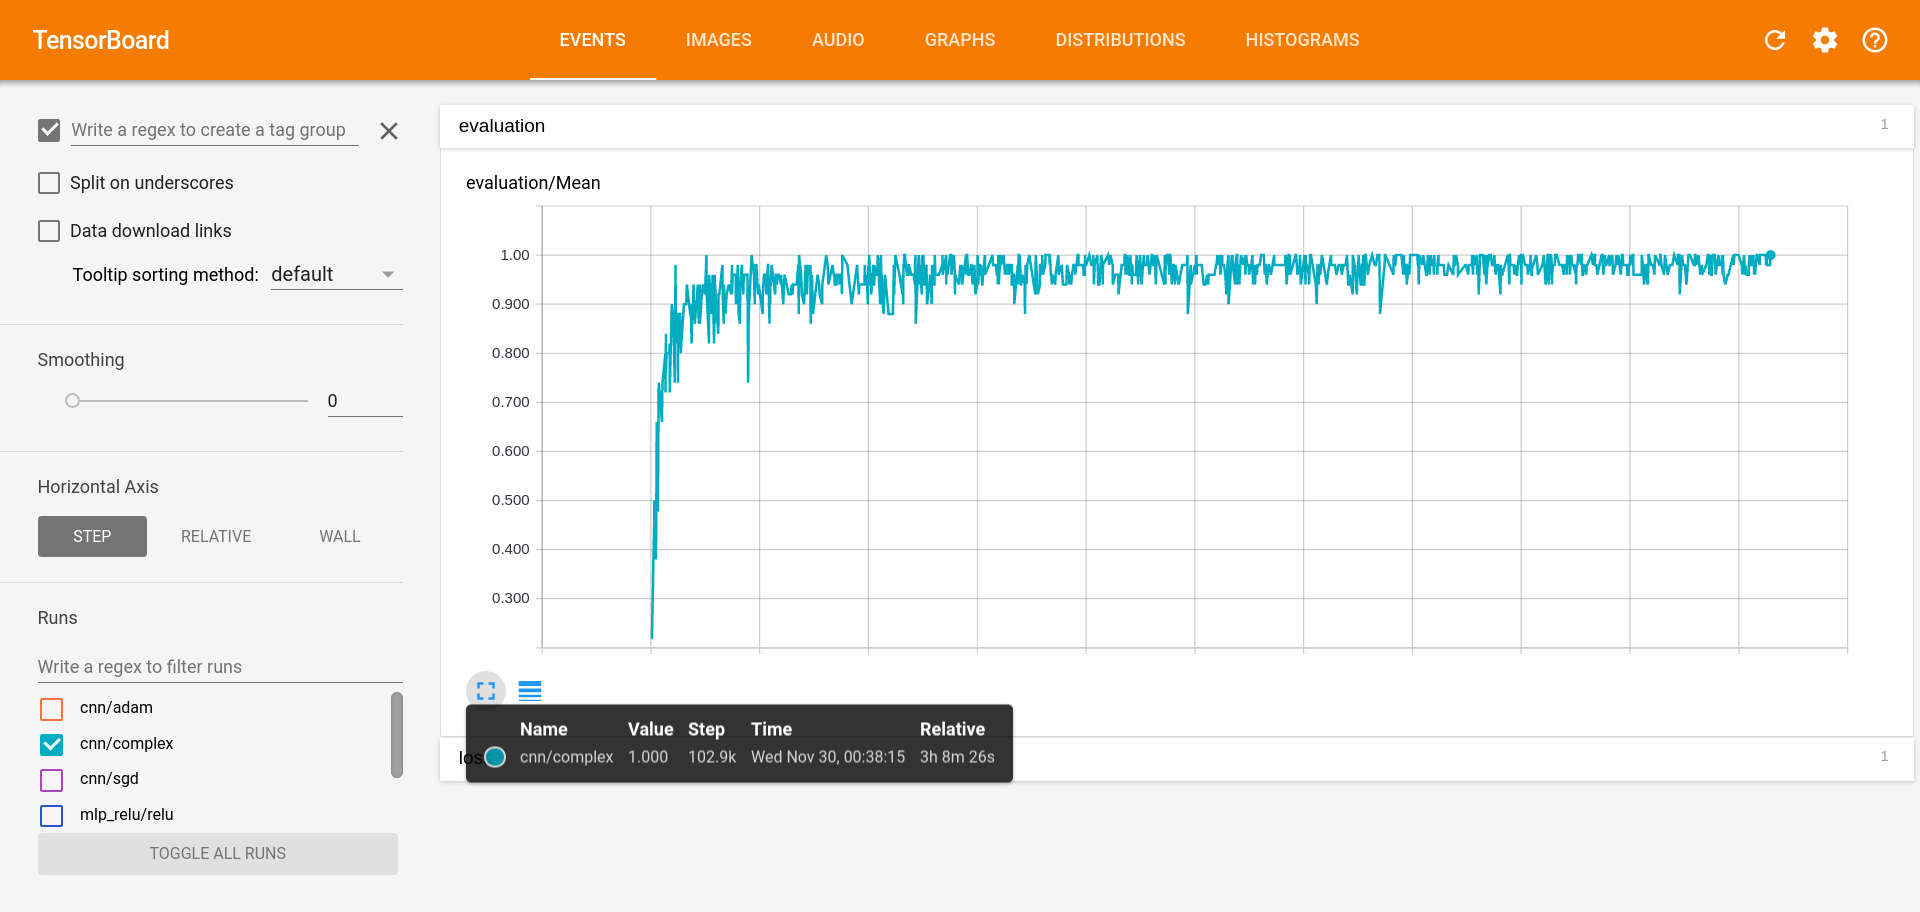 TensorBoard
EVENTS IMAGES AUDIO GRAPHS DISTRIBUTIONS HISTOGRAMS
Write a regex to create a tag group
Split on underscores
Data download links
Tooltip sorting method: default
Smoothing
0
Horizontal Axis
STEP RELATIVE WALL
Runs
Write a regex to filter runs
cnn/adam
cnn/complex
cnn/sgd
mlp_relu/relu
TOGGLE ALL RUNS
evaluation 1
evaluation/Mean
1.00
0.900
0.800
0.700
0.600
0.500
0.400
0.300
Name Value Step Time Relative
cnn/complex 1.000 102.9k Wed Nov 30, 00:38:15 3h 8m 26s
1